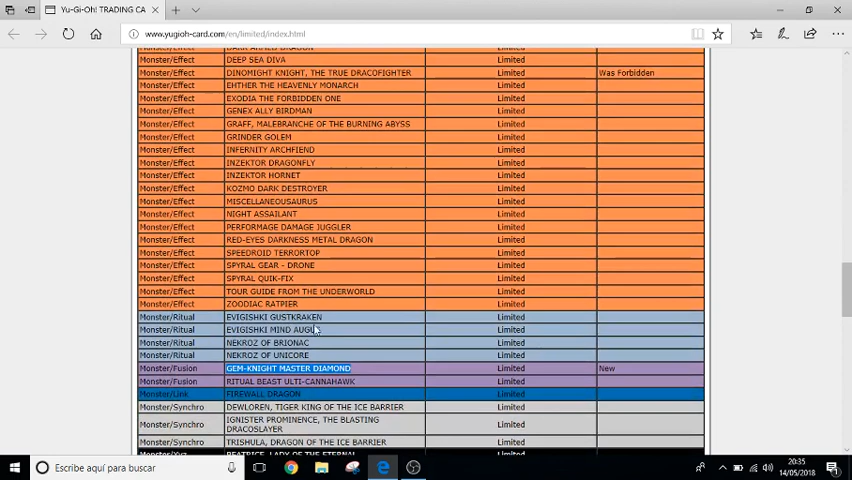 Yu-Gi-Oh! TRADING CA
www.yugioh-card.com/en/limited/index.html
Monster/Effect DARK ARMED DRAGON Limited
Monster/Effect DEEP SEA DIVA Limited
Monster/Effect DINOMIGHT KNIGHT, THE TRUE DRACOFIGHTER Limited Was Forbidden
Monster/Effect EHTHER THE HEAVENLY MONARCH Limited
Monster/Effect EXODIA THE FORBIDDEN ONE Limited
Monster/Effect GENEX ALLY BIRDMAN Limited
Monster/Effect GRAFF, MALEBRANCHE OF THE BURNING ABYSS Limited
Monster/Effect GRINDER GOLEM Limited
Monster/Effect INFERNITY ARCHFIEND Limited
Monster/Effect INZEKTOR DRAGONFLY Limited
Monster/Effect INZEKTOR HORNET Limited
Monster/Effect KOZMO DARK DESTROYER Limited
Monster/Effect MISCELLANEOUSAURUS Limited
Monster/Effect NIGHT ASSAILANT Limited
Monster/Effect PERFORMAGE DAMAGE JUGGLER Limited
Monster/Effect RED-EYES DARKNESS METAL DRAGON Limited
Monster/Effect SPEEDROID TERRORTOP Limited
Monster/Effect SPYRAL GEAR - DRONE Limited
Monster/Effect SPYRAL QUIK-FIX Limited
Monster/Effect TOUR GUIDE FROM THE UNDERWORLD Limited
Monster/Effect ZOODIAC RATPIER Limited
Monster/Ritual EVIGISHKI GUSTKRAKEN Limited
Monster/Ritual EVIGISHKI MIND AUGUS Limited
Monster/Ritual NEKROZ OF BRIONAC Limited
Monster/Ritual NEKROZ OF UNICORE Limited
Monster/Fusion GEM-KNIGHT MASTER DIAMOND Limited New
Monster/Fusion RITUAL BEAST ULTI-CANNAHAWK Limited
Monster/Link FIREWALL DRAGON Limited
Monster/Synchro DEWLOREN, TIGER KING OF THE ICE BARRIER Limited
Monster/Synchro IGNISTER PROMINENCE, THE BLASTING DRACOSLAYER Limited
Monster/Synchro TRISHULA, DRAGON OF THE ICE BARRIER Limited
Monster/Xyz BEATRICE, LADY OF THE ETERNAL Limited
Escribe aquí para buscar
20:35
14/05/2018